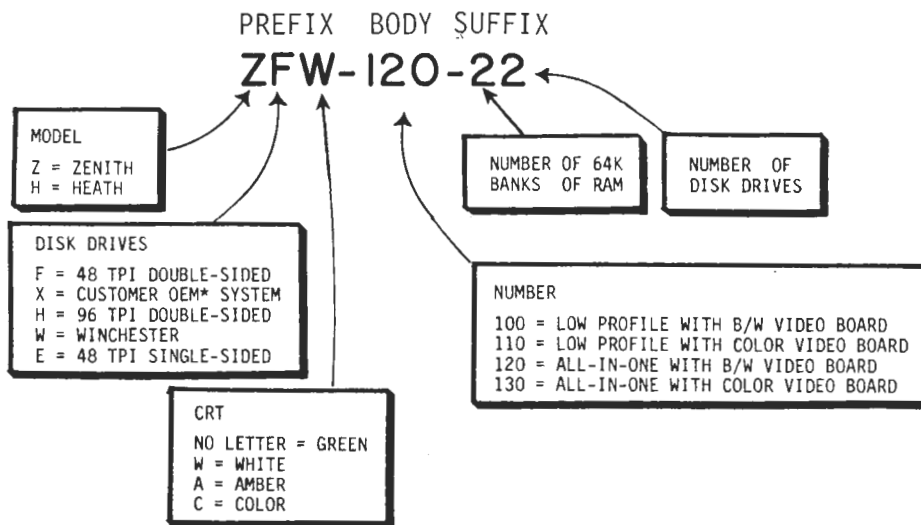 PREFIX BODY SUFFIX
ZFW-120-22
MODEL
Z = ZENITH
H = HEATH
NUMBER OF 64K
BANKS OF RAM
NUMBER OF
DISK DRIVES
DISK DRIVES
F = 48 TPI DOUBLE-SIDED
X = CUSTOMER OEM* SYSTEM
H = 96 TPI DOUBLE-SIDED
W = WINCHESTER
E = 48 TPI SINGLE-SIDED
NUMBER
100 = LOW PROFILE WITH B/W VIDEO BOARD
110 = LOW PROFILE WITH COLOR VIDEO BOARD
120 = ALL-IN-ONE WITH B/W VIDEO BOARD
130 = ALL-IN-ONE WITH COLOR VIDEO BOARD
CRT
NO LETTER = GREEN
W = WHITE
A = AMBER
C = COLOR